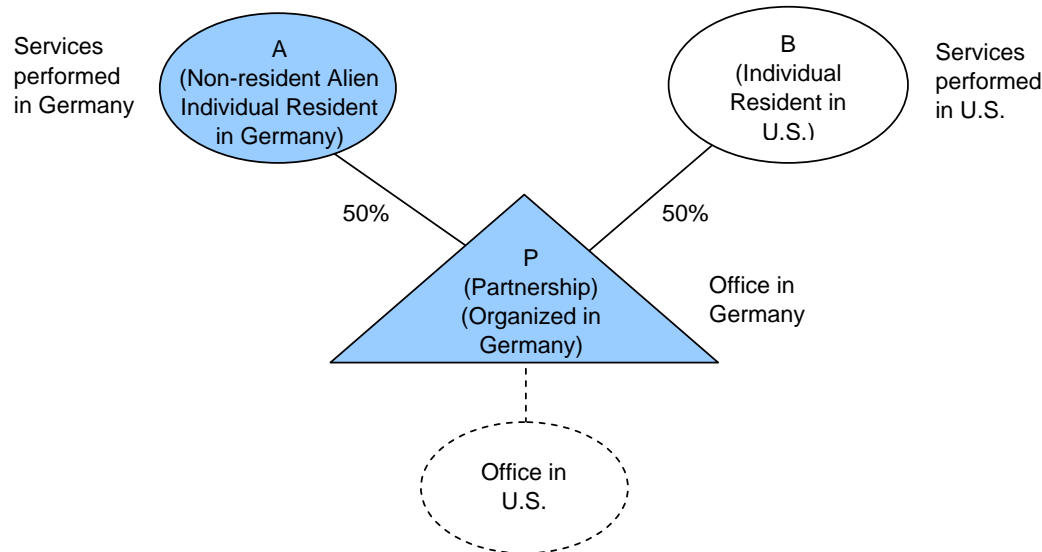 Services
performed
in Germany
A
(Non-resident Alien
Individual Resident
in Germany)
B
(Individual
Resident in
U.S.)
Services
performed
in U.S.
50%
50%
P
(Partnership)
(Organized in
Germany)
Office in
Germany
Office in
U.S.